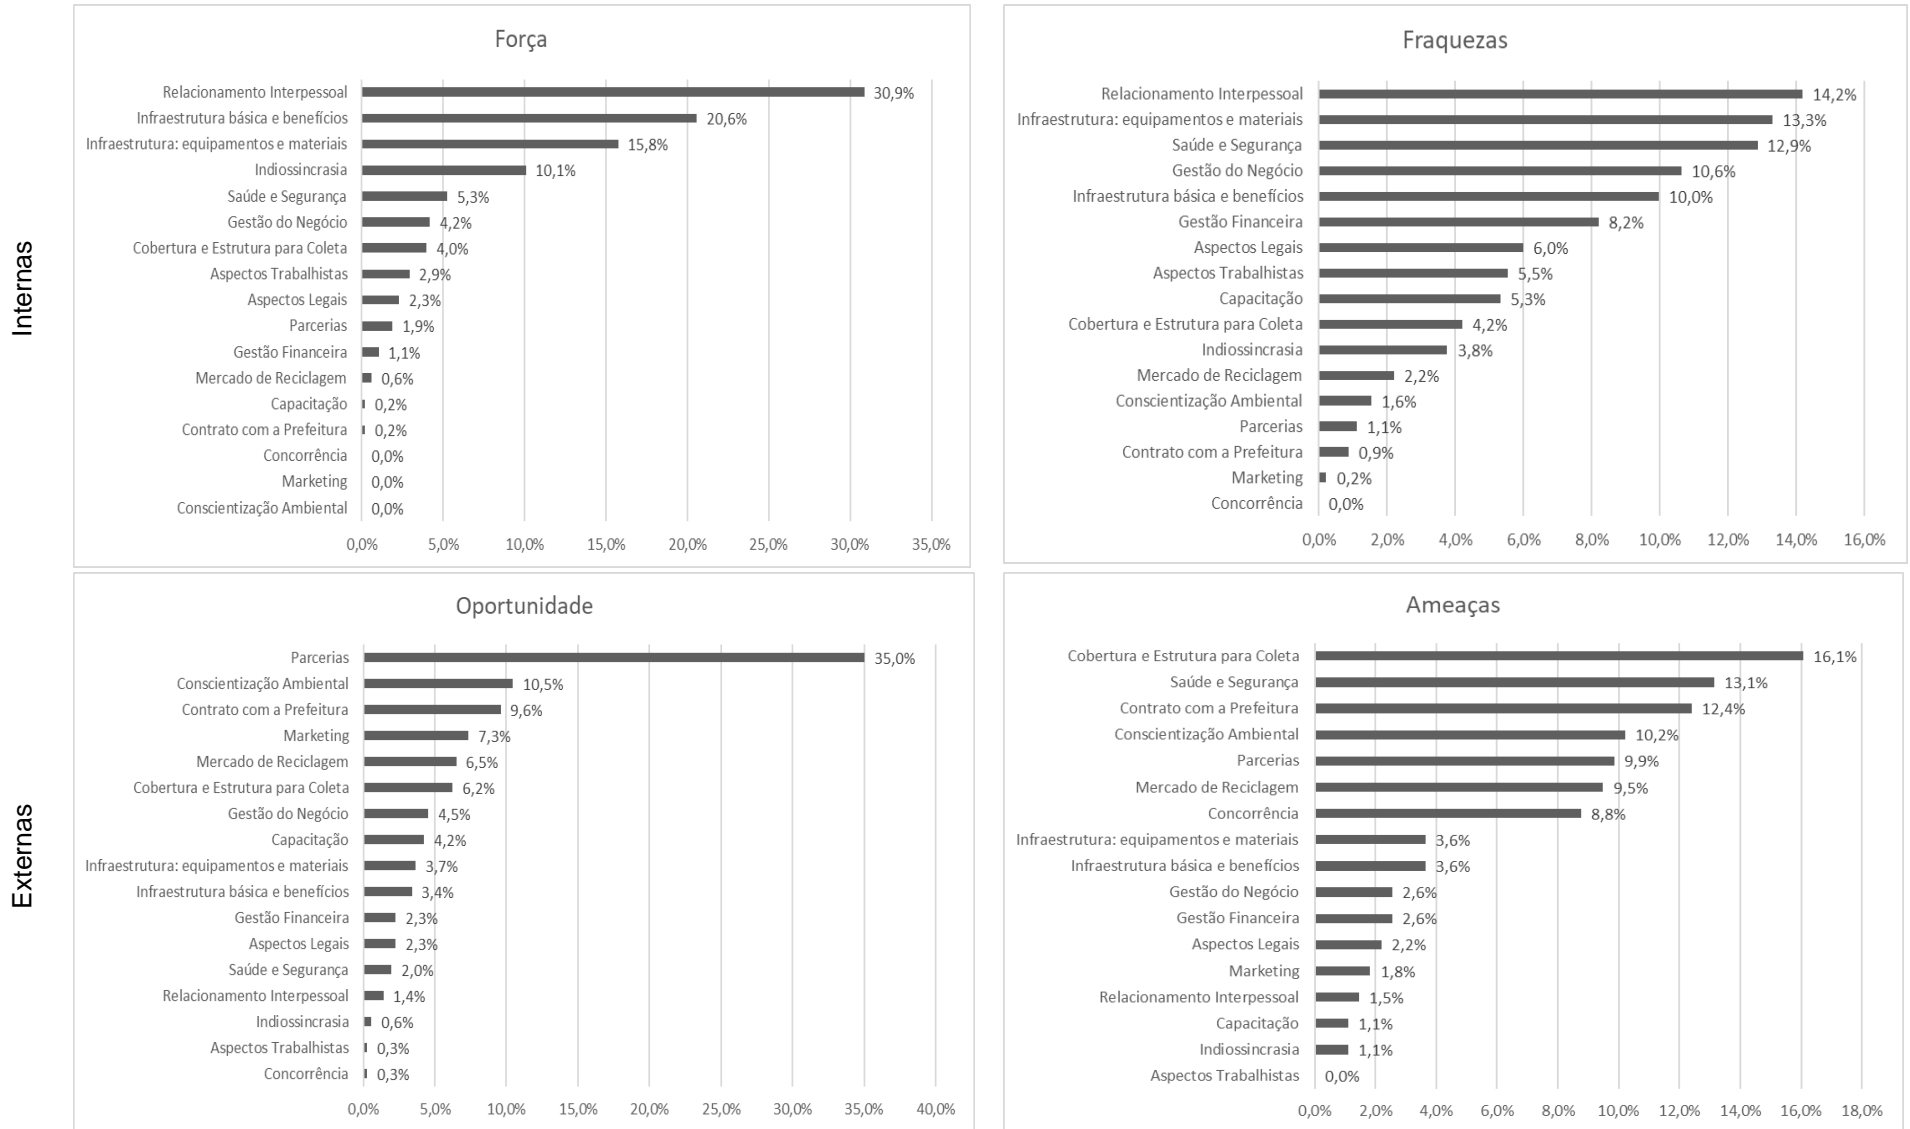 Internas
Força
Relacionamento Interpessoal 30,9%
Infraestrutura básica e benefícios 20,6%
Infraestrutura: equipamentos e materiais 15,8%
Indiossincrasia 10,1%
Saúde e Segurança 5,3%
Gestão do Negócio 4,2%
Cobertura e Estrutura para Coleta 4,0%
Aspectos Trabalhistas 2,9%
Aspectos Legais 2,3%
Parcerias 1,9%
Gestão Financeira 1,1%
Mercado de Reciclagem 0,6%
Capacitação 0,2%
Contrato com a Prefeitura 0,2%
Concorrência 0,0%
Marketing 0,0%
Conscientização Ambiental 0,0%
0,0% 5,0% 10,0% 15,0% 20,0% 25,0% 30,0% 35,0%
Fraquezas
Relacionamento Interpessoal 14,2%
Infraestrutura: equipamentos e materiais 13,3%
Saúde e Segurança 12,9%
Gestão do Negócio 10,6%
Infraestrutura básica e benefícios 10,0%
Gestão Financeira 8,2%
Aspectos Legais 6,0%
Aspectos Trabalhistas 5,5%
Capacitação 5,3%
Cobertura e Estrutura para Coleta 4,2%
Indiossincrasia 3,8%
Mercado de Reciclagem 2,2%
Conscientização Ambiental 1,6%
Parcerias 1,1%
Contrato com a Prefeitura 0,9%
Marketing 0,2%
Concorrência 0,0%
0,0% 2,0% 4,0% 6,0% 8,0% 10,0% 12,0% 14,0% 16,0%
Externas
Oportunidade
Parcerias 35,0%
Conscientização Ambiental 10,5%
Contrato com a Prefeitura 9,6%
Marketing 7,3%
Mercado de Reciclagem 6,5%
Cobertura e Estrutura para Coleta 6,2%
Gestão do Negócio 4,5%
Capacitação 4,2%
Infraestrutura: equipamentos e materiais 3,7%
Infraestrutura básica e benefícios 3,4%
Gestão Financeira 2,3%
Aspectos Legais 2,3%
Saúde e Segurança 2,0%
Relacionamento Interpessoal 1,4%
Indiossincrasia 0,6%
Aspectos Trabalhistas 0,3%
Concorrência 0,3%
0,0% 5,0% 10,0% 15,0% 20,0% 25,0% 30,0% 35,0% 40,0%
Ameaças
Cobertura e Estrutura para Coleta 16,1%
Saúde e Segurança 13,1%
Contrato com a Prefeitura 12,4%
Conscientização Ambiental 10,2%
Parcerias 9,9%
Mercado de Reciclagem 9,5%
Concorrência 8,8%
Infraestrutura: equipamentos e materiais 3,6%
Infraestrutura básica e benefícios 3,6%
Gestão do Negócio 2,6%
Gestão Financeira 2,6%
Aspectos Legais 2,2%
Marketing 1,8%
Relacionamento Interpessoal 1,5%
Capacitação 1,1%
Indiossincrasia 1,1%
Aspectos Trabalhistas 0,0%
0,0% 2,0% 4,0% 6,0% 8,0% 10,0% 12,0% 14,0% 16,0% 18,0%